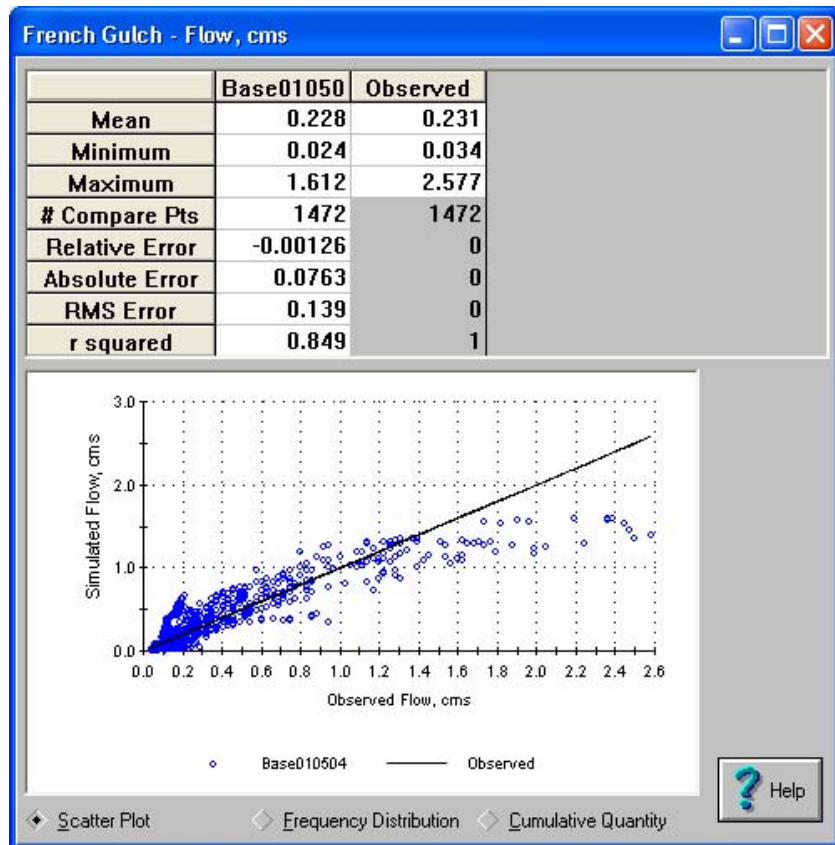 French Gulch - Flow, cms
Base01050 Observed
Mean 0.228 0.231
Minimum 0.024 0.034
Maximum 1.612 2.577
# Compare Pts 1472 1472
Relative Error -0.00126 0
Absolute Error 0.0763 0
RMS Error 0.139 0
r squared 0.849 1
3.0
2.0
1.0
0.0
Simulated Flow, cms
0.0 0.2 0.4 0.6 0.8 1.0 1.2 1.4 1.6 1.8 2.0 2.2 2.4 2.6
Observed Flow, cms
Base010504 Observed
? Help
Scatter Plot Frequency Distribution Cumulative Quantity